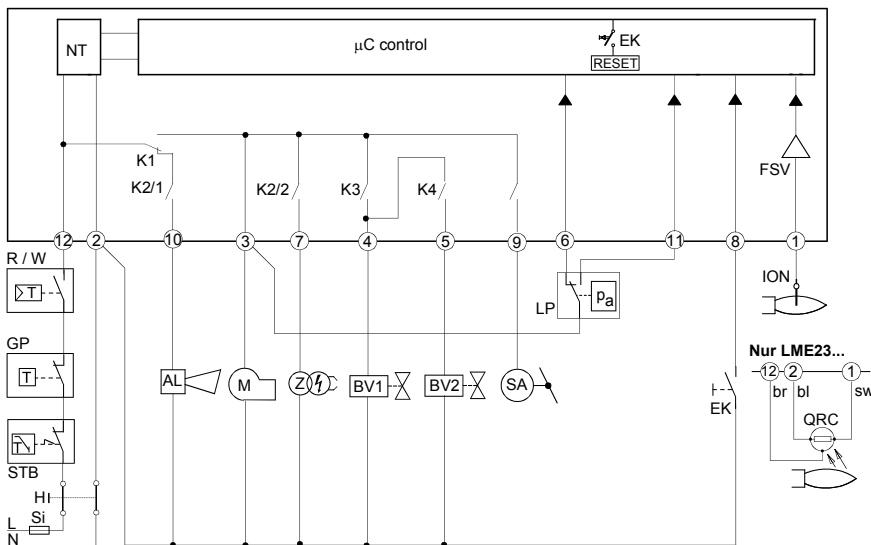 NT
µC control
EK
RESET
FSV
K1
K2/1
K2/2
K3
K4
12 2 10 3 7 4 5 9 6 11 8 1
R / W
T
GP
T
STB
T
H
L
N
Si
AL
M
Z
BV1
BV2
SA
LP
pa
EK
ION
Nur LME23...
12 2 1
br bl sw
QRC